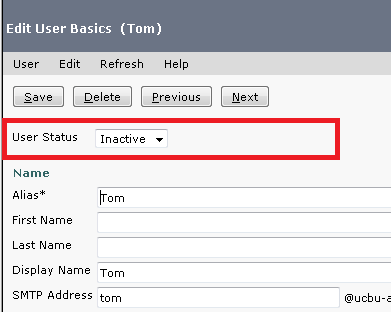 Edit User Basics (Tom)
User Edit Refresh Help
Save Delete Previous Next
User Status Inactive
Name
Alias* Tom
First Name
Last Name
Display Name Tom
SMTP Address tom @ucbu-a